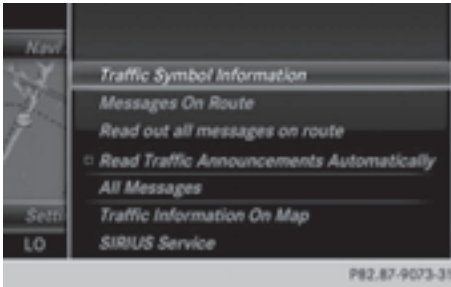 Navi
Traffic Symbol Information
Messages On Route
Read out all messages on route
Read Traffic Announcements Automatically
All Messages
Setti
Traffic Information On Map
LO
SIRIUS Service
P82.87-9073-31